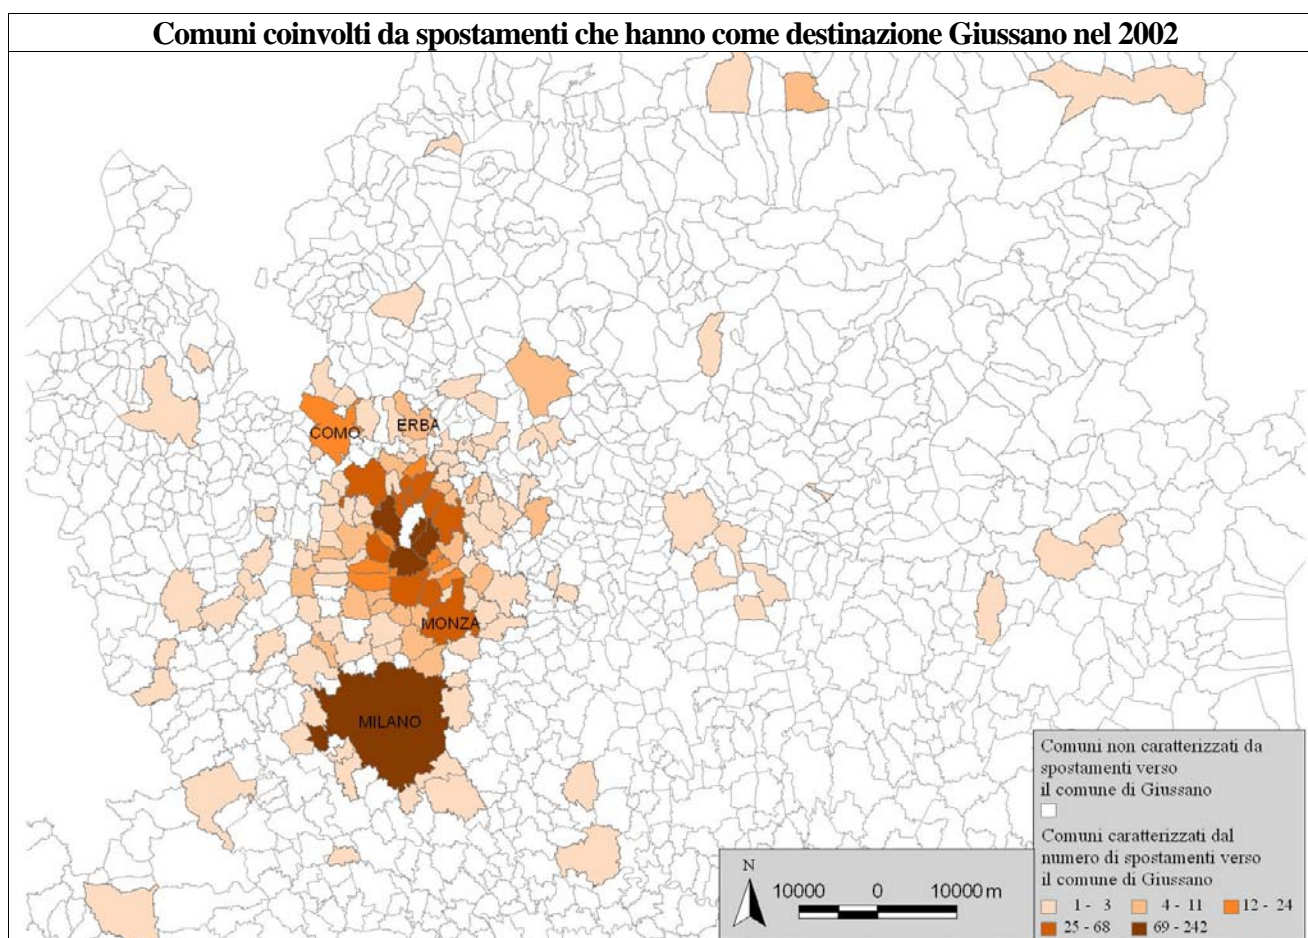 Comuni coinvolti da spostamenti che hanno come destinazione Giussano nel 2002
ERBA
COMO
MONZA
MILANO
Comuni non caratterizzati da
spostamenti verso
il comune di Giussano
Comuni caratterizzati dal
numero di spostamenti verso
il comune di Giussano
1 - 3 4 - 11 12 - 24
25 - 68 69 - 242
N
10000 0 10000 m